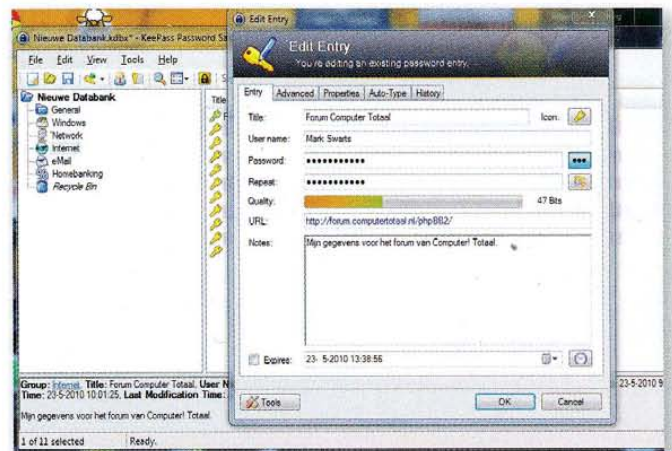 Nieuwe Databank.kdbx* - KeePass Password Sa
File Edit View Tools Help
Nieuwe Databank
General
Windows
Network
Internet
eMail
Homebanking
Recycle Bin
Title
Edit Entry
Edit Entry
You're editing an existing password entry.
Entry Advanced Properties Auto-Type History
Title: Forum Computer Totaal Icon:
User name: Mark Swarts
Password: •••••••••••
Repeat: •••••••••••
Quality: 47 Bits
URL: http://forum.computertotaal.nl/phpBB2/
Notes: Mijn gegevens voor het forum van Computer! Totaal.
Expires: 23- 5-2010 13:38:56
Tools OK Cancel
Group: Internet, Title: Forum Computer Totaal, User N 23-5-2010 9
Time: 23-5-2010 10:01:25, Last Modification Time:
Mijn gegevens voor het forum van Computer! Totaal.
1 of 11 selected Ready.